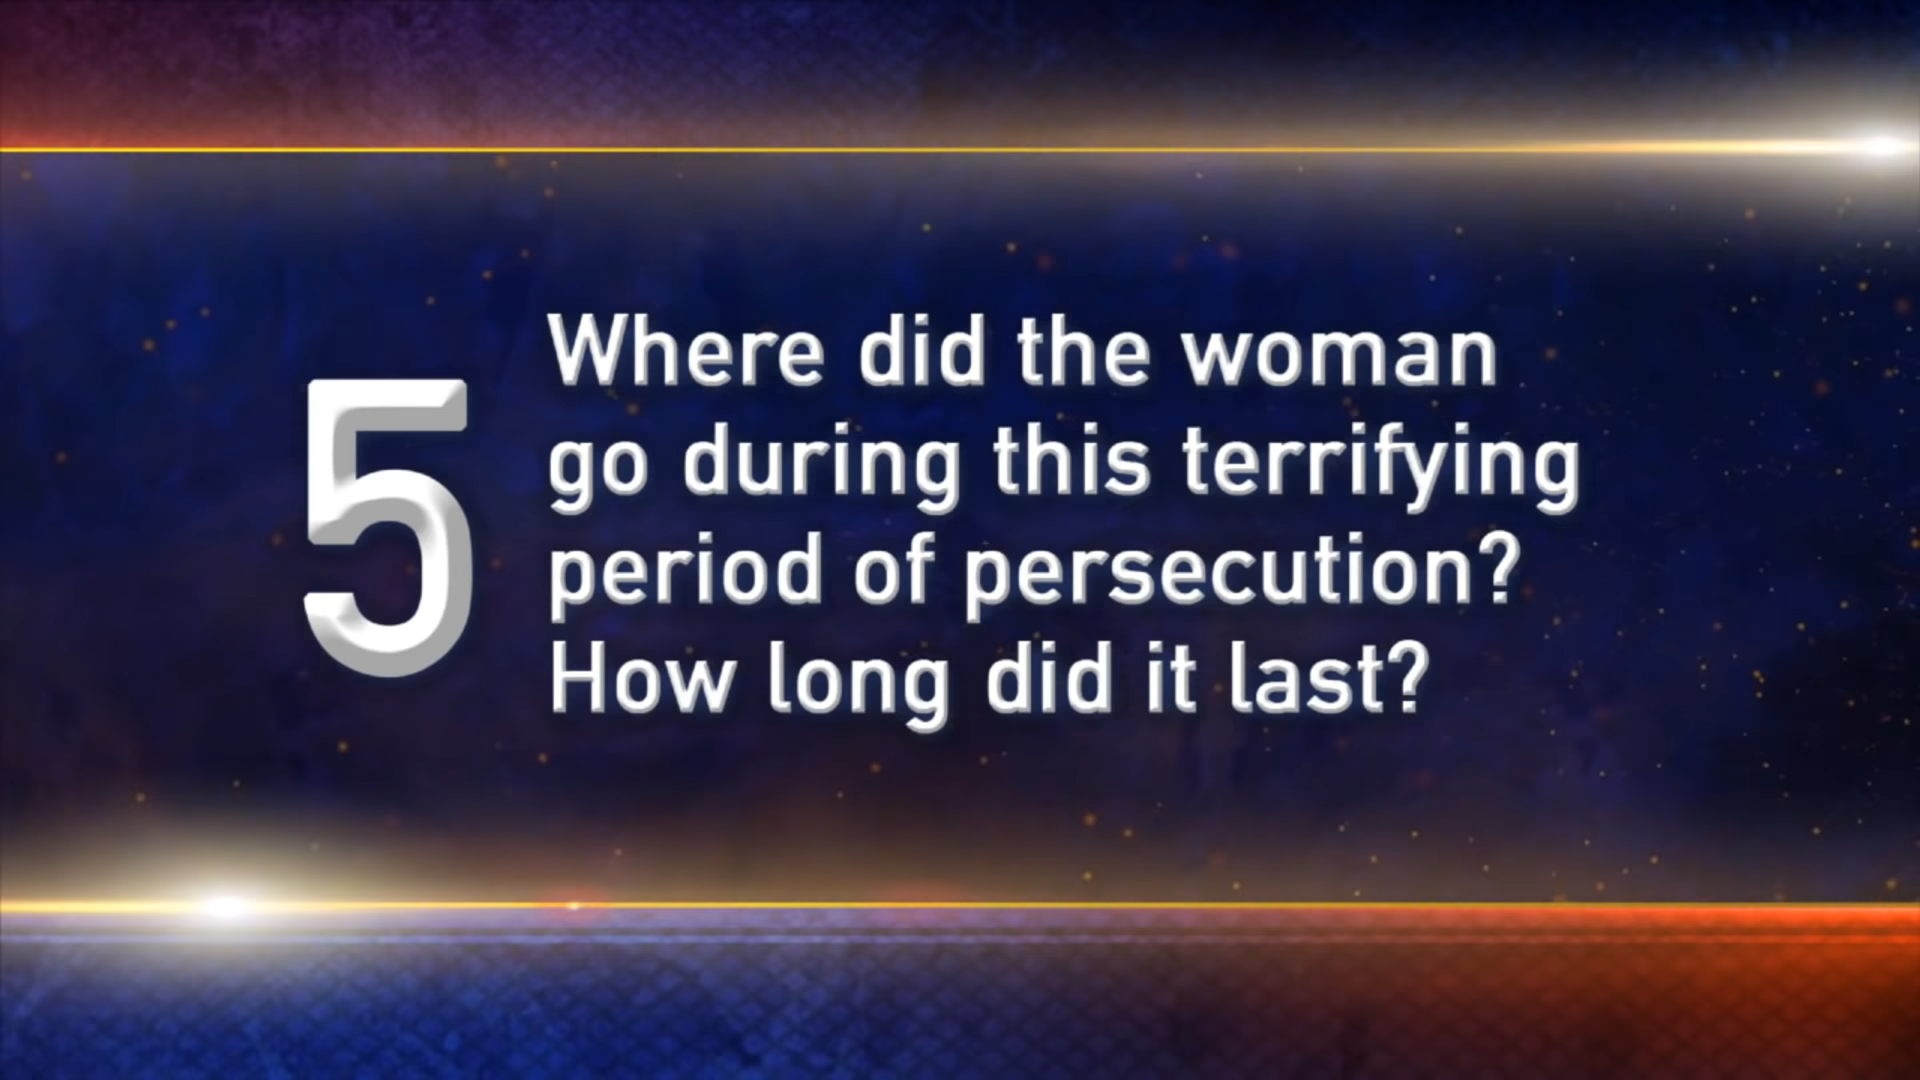 5
Where did the woman
go during this terrifying
period of persecution?
How long did it last?